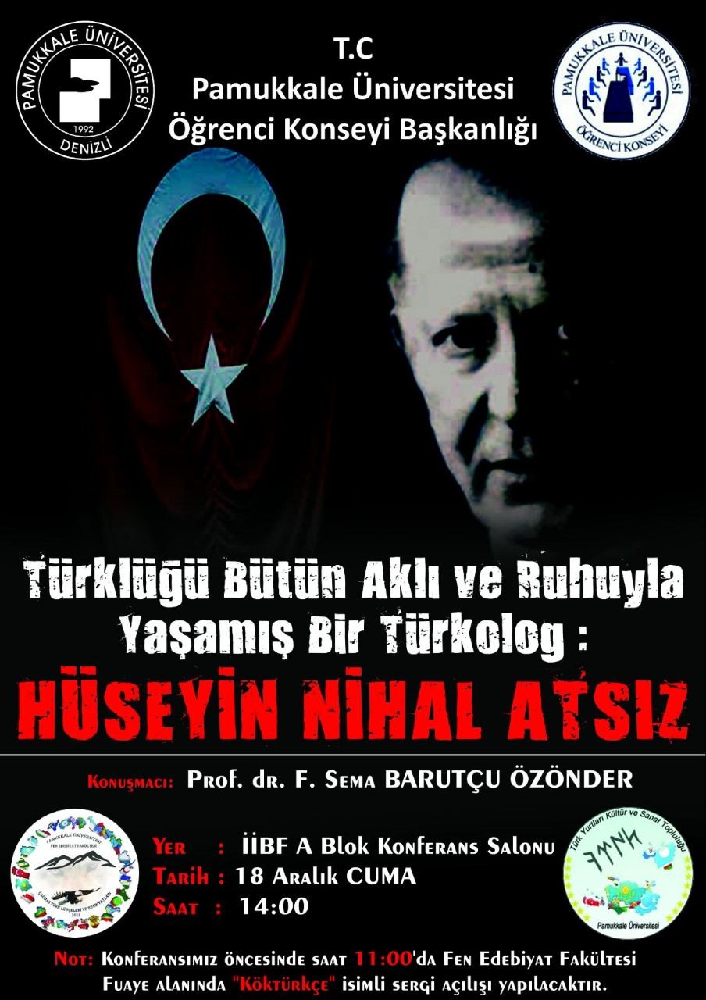 PAMUKKALE ÜNİVERSİTESİ
1992
DENİZLİ
T.C
Pamukkale Üniversitesi
Öğrenci Konseyi Başkanlığı
PAMUKKALE ÜNİVERSİTESİ
ÖĞRENCİ KONSEYİ
Türklüğü Bütün Aklı ve Ruhuyla
Yaşamış Bir Türkolog :
HÜSEYİN NİHAL ATSIZ
Konuşmacı: Prof. dr. F. Sema BARUTÇU ÖZÖNDER
PAMUKKALE ÜNİVERSİTESİ
FEN EDEBİYAT FAKÜLTESİ
ÇAĞDAŞ TÜRK LEHÇELERİ VE EDEBİYATLARI
Yer : İİBF A Blok Konferans Salonu
Tarih : 18 Aralık CUMA
Saat : 14:00
Türk Yurtları Kültür ve Sanat Topluluğu
Pamukkale Üniversitesi
Not: Konferansımız öncesinde saat 11:00'da Fen Edebiyat Fakültesi
Fuaye alanında "Köktürkçe" isimli sergi açılışı yapılacaktır.